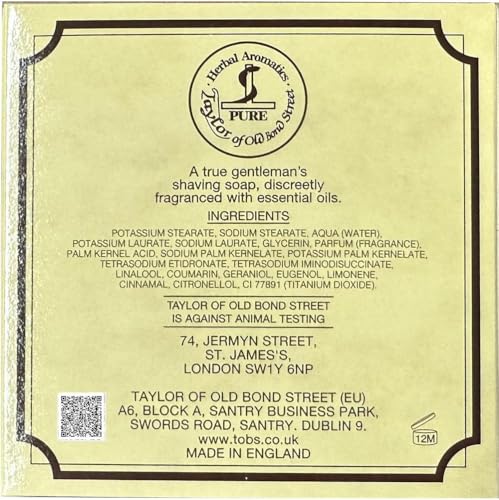 Herbal Aromatics
PURE
Taylor of Old Bond Street
A true gentleman's
shaving soap, discreetly
fragranced with essential oils.
INGREDIENTS
POTASSIUM STEARATE, SODIUM STEARATE, AQUA (WATER),
POTASSIUM LAURATE, SODIUM LAURATE, GLYCERIN, PARFUM (FRAGRANCE),
PALM KERNEL ACID, SODIUM PALM KERNELATE, POTASSIUM PALM KERNELATE,
TETRASODIUM ETIDRONATE, TETRASODIUM IMINODISUCCINATE,
LINALOOL, COUMARIN, GERANIOL, EUGENOL, LIMONENE,
CINNAMAL, CITRONELLOL, CI 77891 (TITANIUM DIOXIDE).
TAYLOR OF OLD BOND STREET
IS AGAINST ANIMAL TESTING
74, JERMYN STREET,
ST. JAMES'S,
LONDON SW1Y 6NP
TAYLOR OF OLD BOND STREET (EU)
A6, BLOCK A, SANTRY BUSINESS PARK,
SWORDS ROAD, SANTRY. DUBLIN 9.
www.tobs.co.uk
MADE IN ENGLAND
12M